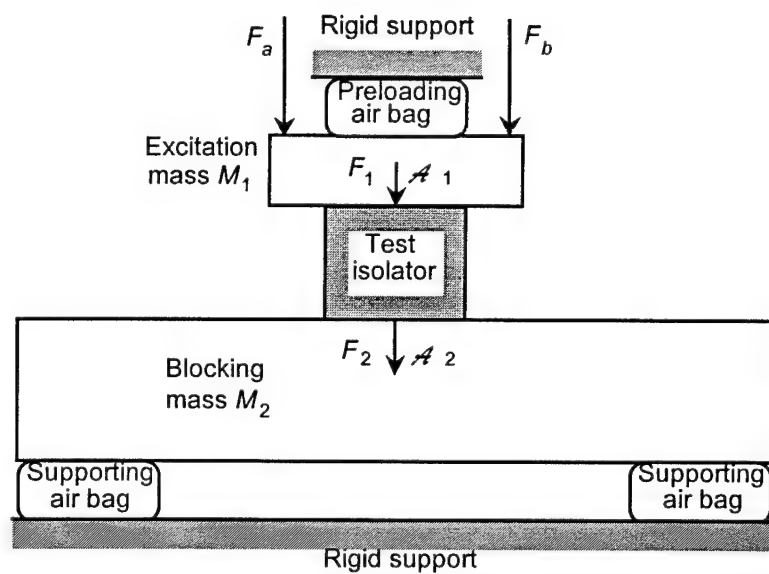 Rigid support
F_a
F_b
Preloading
air bag
Excitation
mass M_1
F_1 𝒜 1
Test
isolator
F_2 𝒜 2
Blocking
mass M_2
Supporting
air bag
Supporting
air bag
Rigid support